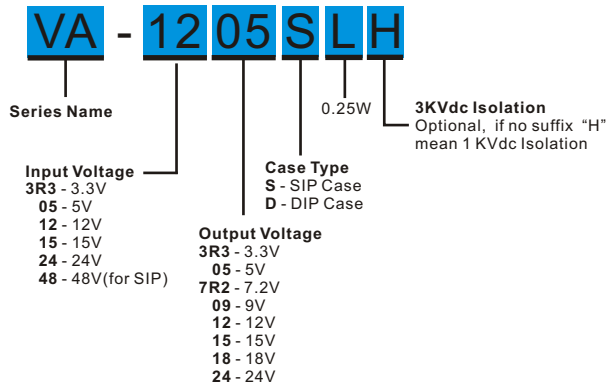 VA - 12 05 S L H
Series Name
0.25W
3KVdc Isolation
Optional, if no suffix “H”
mean 1 KVdc Isolation
Input Voltage
3R3 - 3.3V
05 - 5V
12 - 12V
15 - 15V
24 - 24V
48 - 48V(for SIP)
Case Type
S - SIP Case
D - DIP Case
Output Voltage
3R3 - 3.3V
05 - 5V
7R2 - 7.2V
09 - 9V
12 - 12V
15 - 15V
18 - 18V
24 - 24V